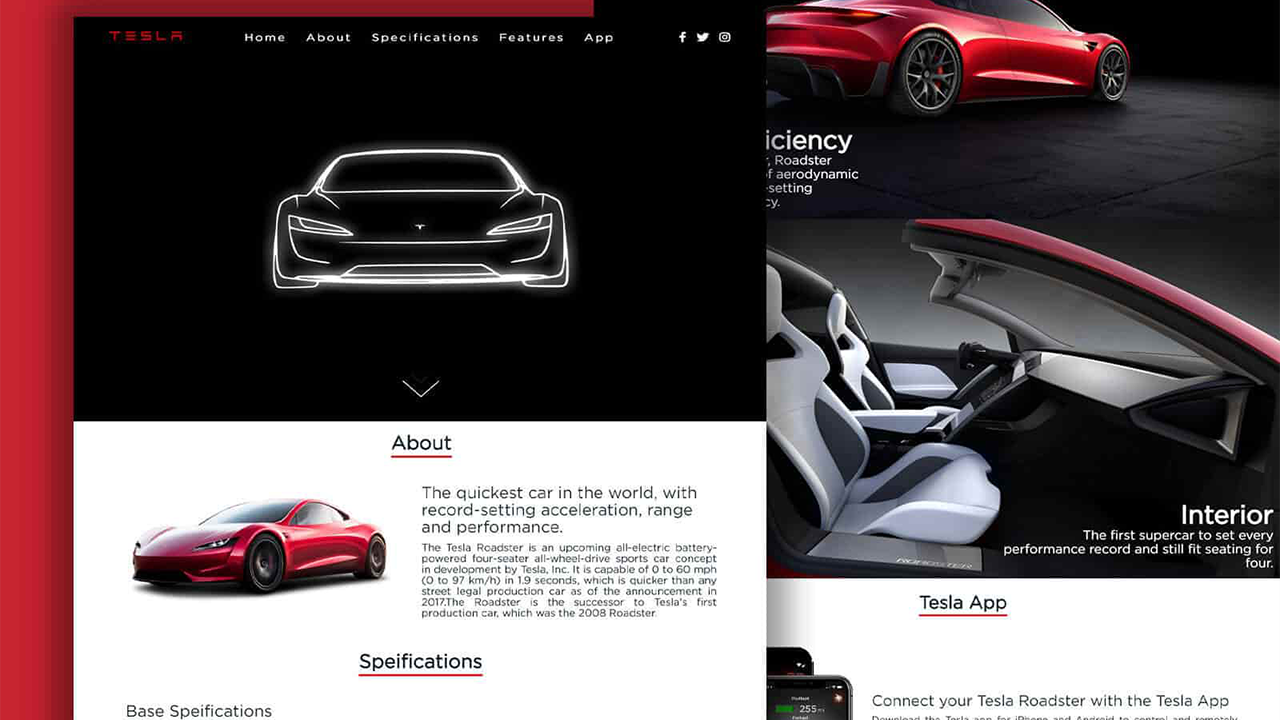 TESLA
Home About Specifications Features App
About
The quickest car in the world, with
record-setting acceleration, range
and performance.
The Tesla Roadster is an upcoming all-electric battery-
powered four-seater all-wheel-drive sports car concept
in development by Tesla, Inc. It is capable of 0 to 60 mph
(0 to 97 km/h) in 1.9 seconds, which is quicker than any
street legal production car as of the announcement in
2017.The Roadster is the successor to Tesla's first
production car, which was the 2008 Roadster.
Speifications
Base Speifications
iciency
, Roadster
f aerodynamic
-setting
cy.
Interior
The first supercar to set every
performance record and still fit seating for
four.
ROADSTER
Tesla App
255 mi
Connect your Tesla Roadster with the Tesla App
Download the Tesla app for iPhone and Android to control and remotely